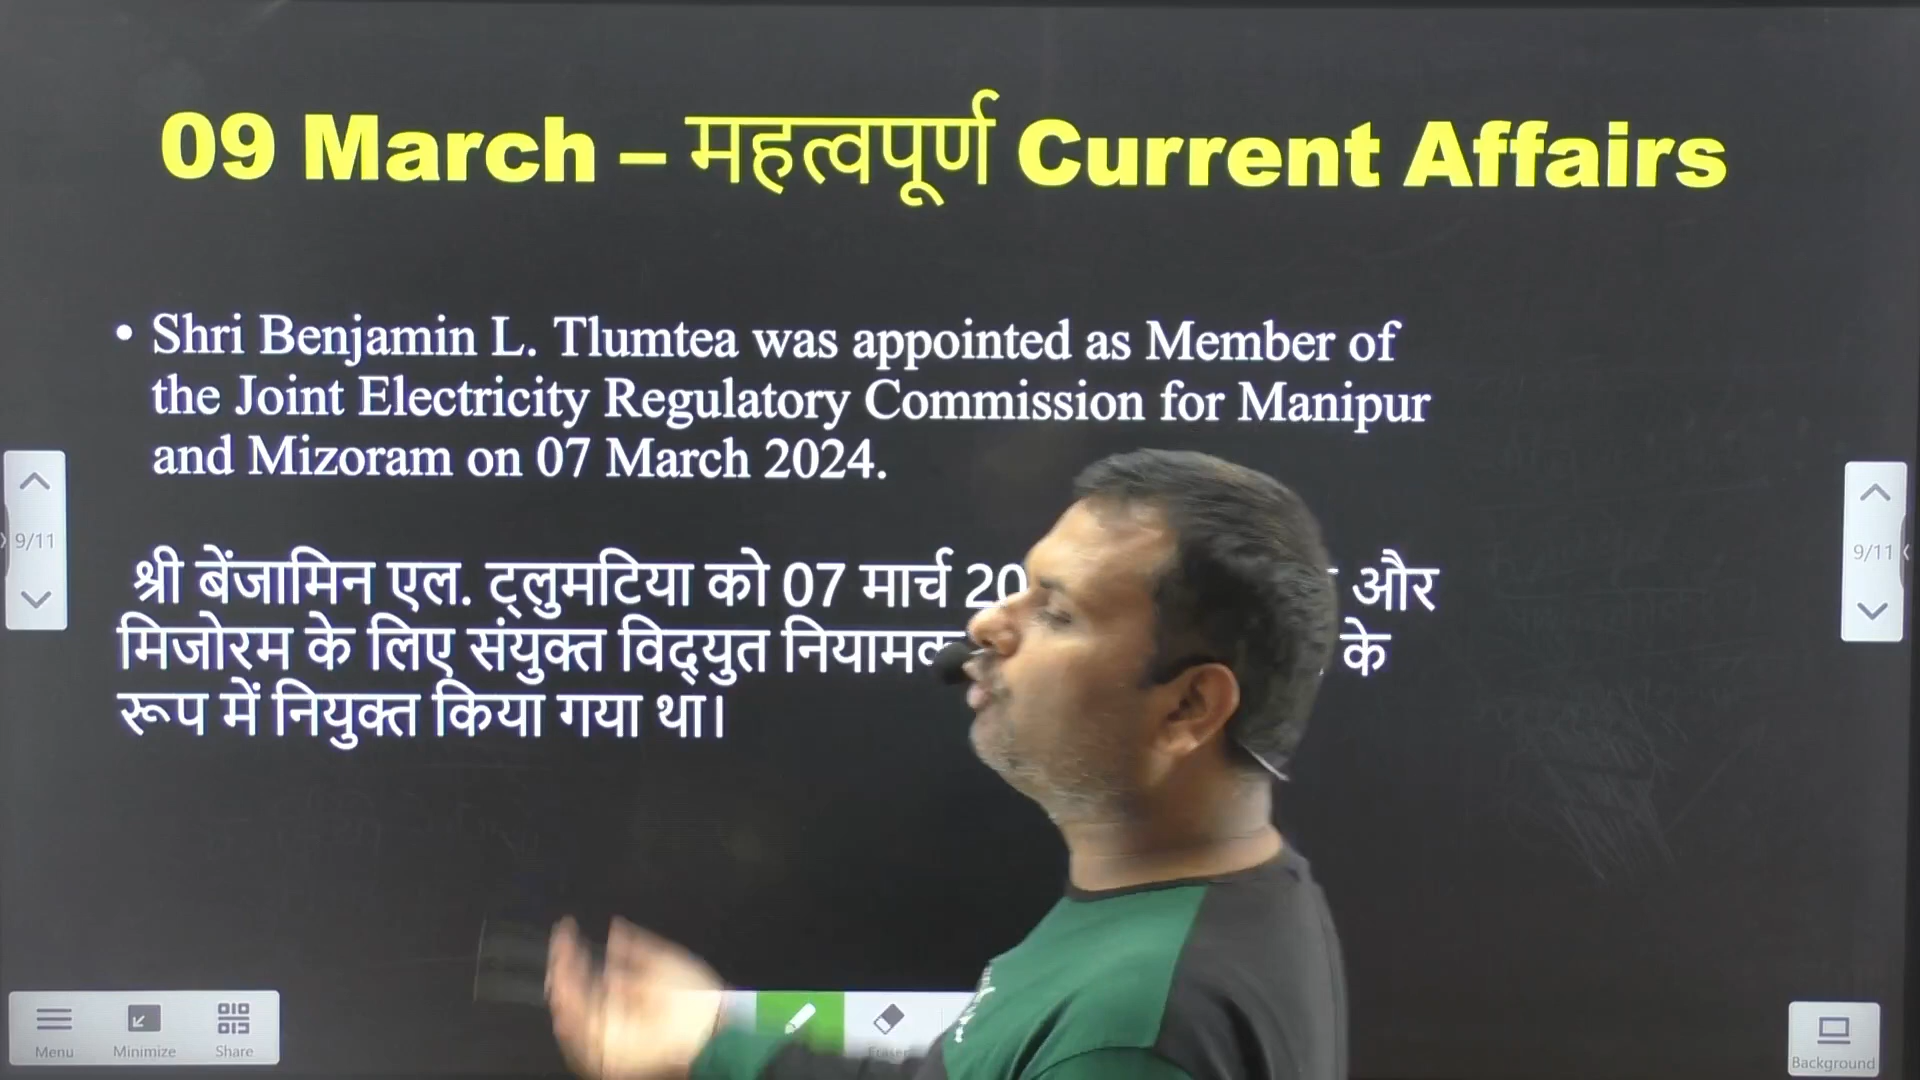 09 March – महत्वपूर्ण Current Affairs
• Shri Benjamin L. Tlumtea was appointed as Member of
the Joint Electricity Regulatory Commission for Manipur
and Mizoram on 07 March 2024.
श्री बेंजामिन एल. ट्लुमटिया को 07 मार्च और
मिजोरम के लिए संयुक्त विद्युत के
रूप में नियुक्त किया गया था।
9/11
9/11
Menu
Minimize
Share
Eraser
Background